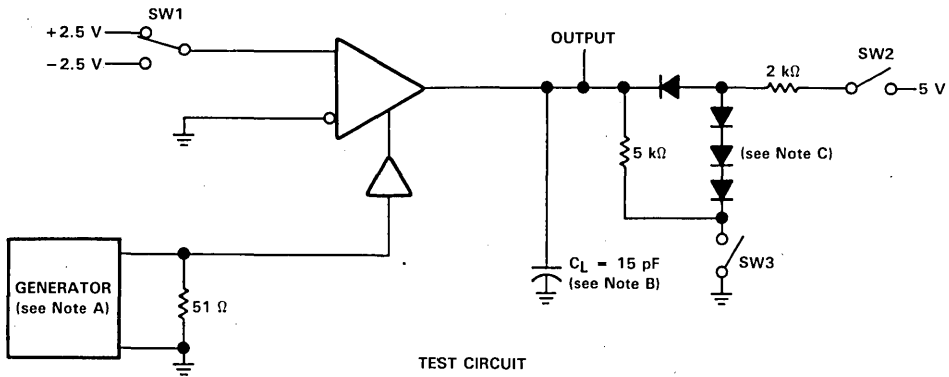 SW1
+2.5 V
−2.5 V
OUTPUT
SW2
2 kΩ
5 V
5 kΩ
(see Note C)
SW3
CL = 15 pF
(see Note B)
GENERATOR
(see Note A)
51 Ω
TEST CIRCUIT